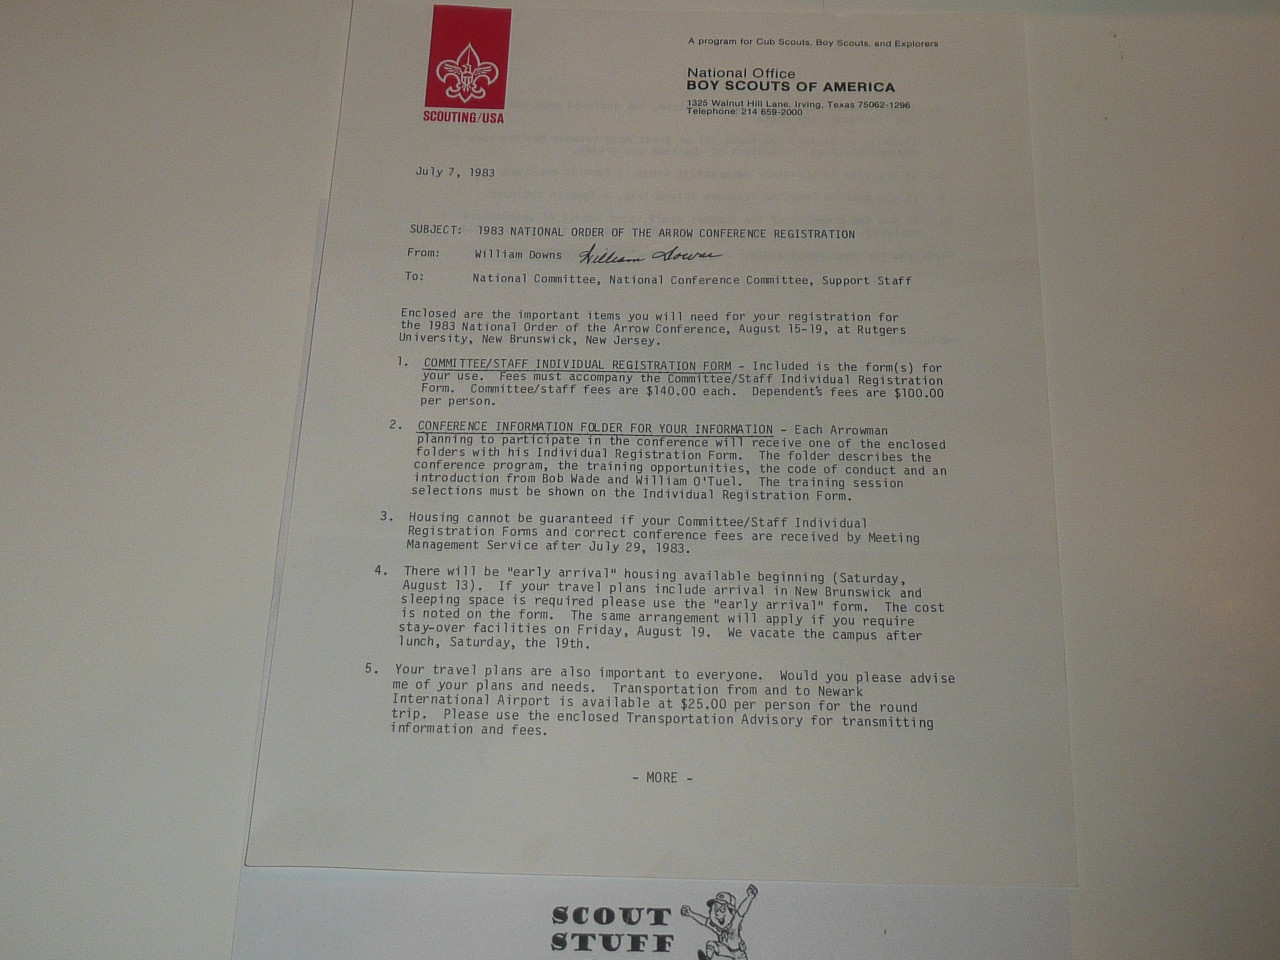 A program for Cub Scouts, Boy Scouts, and Explorers
National Office
BOY SCOUTS OF AMERICA
1325 Walnut Hill Lane, Irving, Texas 75062-1296
Telephone: 214 659-2000
SCOUTING/USA
July 7, 1983
SUBJECT: 1983 NATIONAL ORDER OF THE ARROW CONFERENCE REGISTRATION
From: William Downs William Downs
To: National Committee, National Conference Committee, Support Staff
Enclosed are the important items you will need for your registration for
the 1983 National Order of the Arrow Conference, August 15-19, at Rutgers
University, New Brunswick, New Jersey.
1. COMMITTEE/STAFF INDIVIDUAL REGISTRATION FORM - Included is the form(s) for
your use. Fees must accompany the Committee/Staff Individual Registration
Form. Committee/staff fees are $140.00 each. Dependent's fees are $100.00
per person.
2. CONFERENCE INFORMATION FOLDER FOR YOUR INFORMATION - Each Arrowman
planning to participate in the conference will receive one of the enclosed
folders with his Individual Registration Form. The folder describes the
conference program, the training opportunities, the code of conduct and an
introduction from Bob Wade and William O'Tuel. The training session
selections must be shown on the Individual Registration Form.
3. Housing cannot be guaranteed if your Committee/Staff Individual
Registration Forms and correct conference fees are received by Meeting
Management Service after July 29, 1983.
4. There will be "early arrival" housing available beginning (Saturday,
August 13). If your travel plans include arrival in New Brunswick and
sleeping space is required please use the "early arrival" form. The cost
is noted on the form. The same arrangement will apply if you require
stay-over facilities on Friday, August 19. We vacate the campus after
lunch, Saturday, the 19th.
5. Your travel plans are also important to everyone. Would you please advise
me of your plans and needs. Transportation from and to Newark
International Airport is available at $25.00 per person for the round
trip. Please use the enclosed Transportation Advisory for transmitting
information and fees.
- MORE -
SCOUT
STUFF